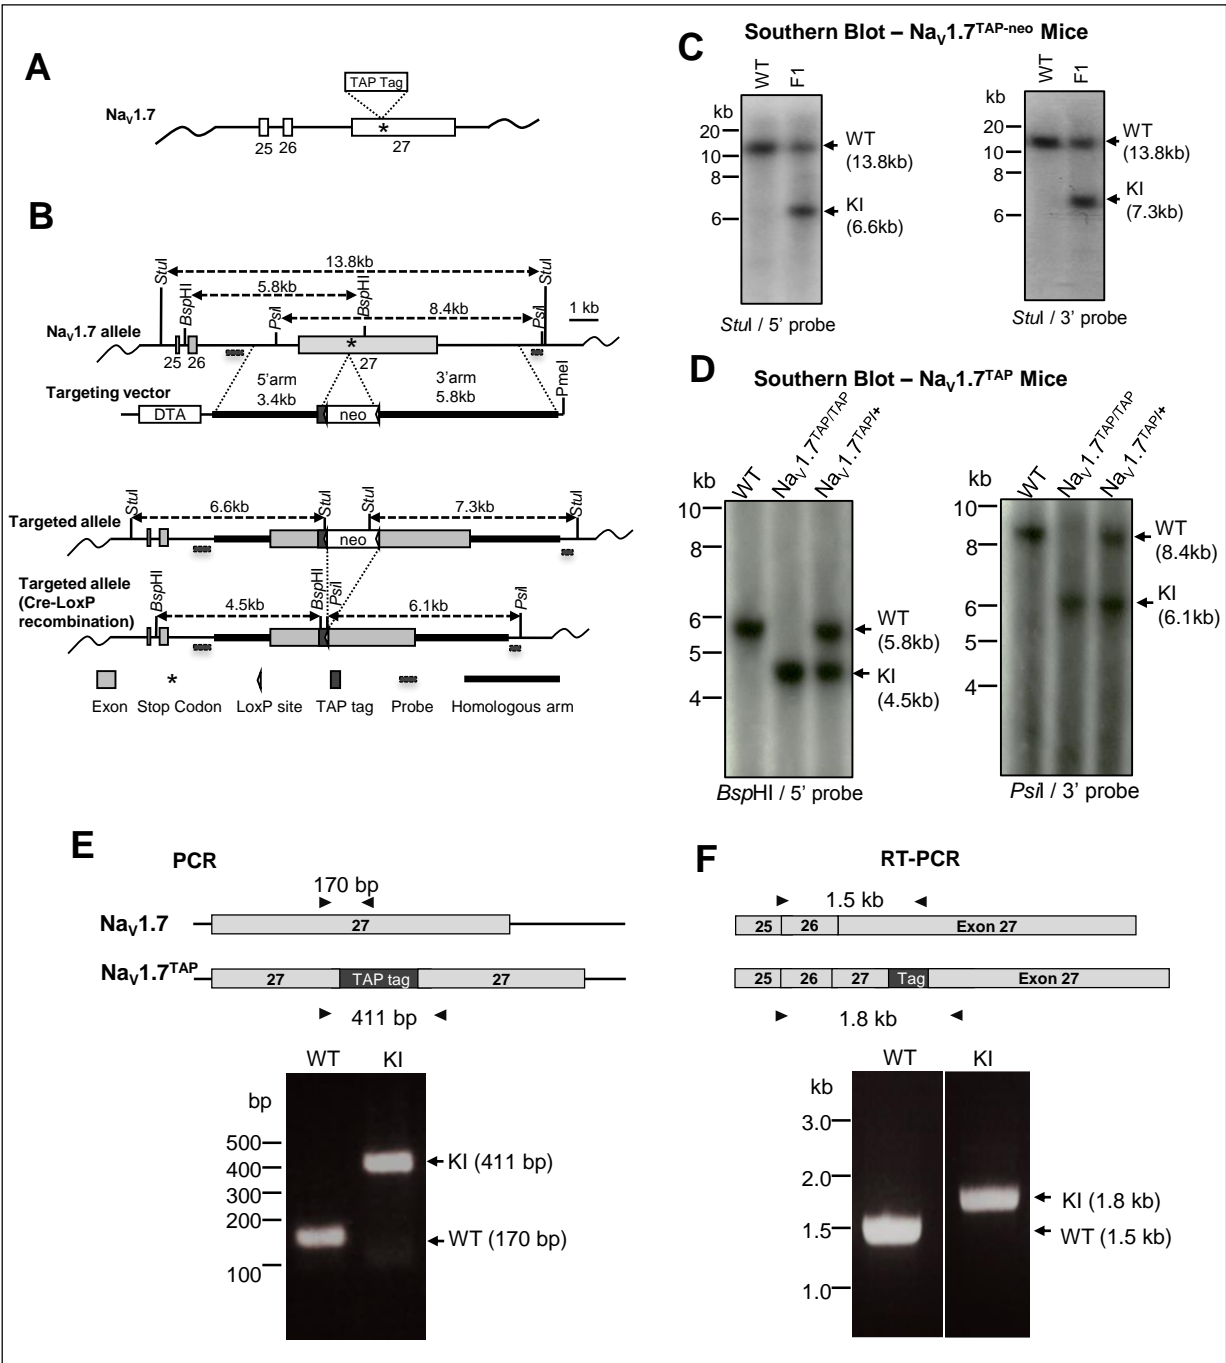 A
TAP Tag
NaV1.7
*
25 26 27
B
13.8kb
StuI StuI
5.8kb
BspHI BspHI
8.4kb
PsiI PsiI
1 kb
NaV1.7 allele
*
25 26 27
Targeting vector
5'arm
3.4kb
3'arm
5.8kb
PmeI
DTA neo
StuI StuI StuI StuI
6.6kb 7.3kb
Targeted allele
neo
Targeted allele
(Cre-LoxP
recombination)
BspHI BspHI PsiI PsiI
4.5kb 6.1kb
*
Exon Stop Codon LoxP site TAP tag Probe Homologous arm
C
Southern Blot – NaV1.7TAP-neo Mice
WT F1
kb
20
10
8
6
WT
(13.8kb)
KI
(6.6kb)
StuI / 5' probe
WT F1
kb
20
10
8
6
WT
(13.8kb)
KI
(7.3kb)
StuI / 3' probe
D
Southern Blot – NaV1.7TAP Mice
WT NaV1.7TAP/TAP NaV1.7TAP/+
kb
10
8
6
5
4
WT
(5.8kb)
KI
(4.5kb)
BspHI / 5' probe
WT NaV1.7TAP/TAP NaV1.7TAP/+
kb
10
8
6
5
4
WT
(8.4kb)
KI
(6.1kb)
PsiI / 3' probe
E
PCR
170 bp
NaV1.7
27
NaV1.7TAP
27 TAP tag 27
411 bp
WT KI
bp
500
400
300
200
100
KI (411 bp)
WT (170 bp)
F
RT-PCR
1.5 kb
25 26 Exon 27
25 26 27 Tag Exon 27
1.8 kb
WT KI
kb
3.0
2.0
1.5
1.0
KI (1.8 kb)
WT (1.5 kb)